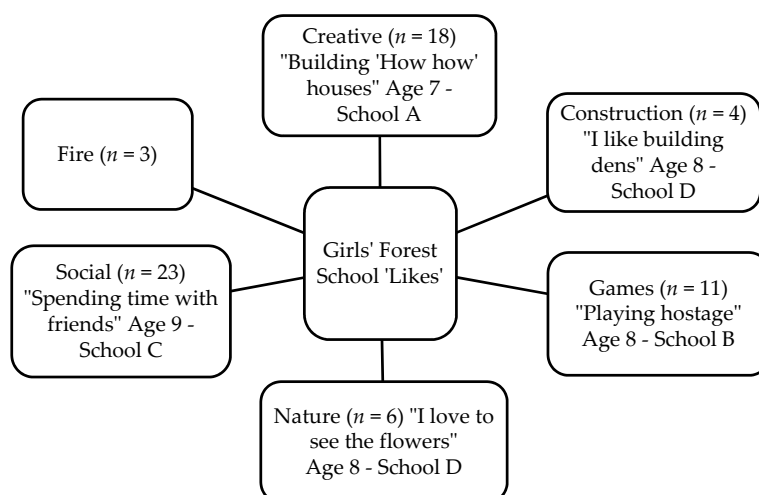 Creative (n = 18)
"Building 'How how'
houses" Age 7 -
School A
Construction (n = 4)
"I like building
dens" Age 8 -
School D
Fire (n = 3)
Girls' Forest
School 'Likes'
Social (n = 23)
"Spending time with
friends" Age 9 -
School C
Games (n = 11)
"Playing hostage"
Age 8 - School B
Nature (n = 6) "I love to
see the flowers"
Age 8 - School D